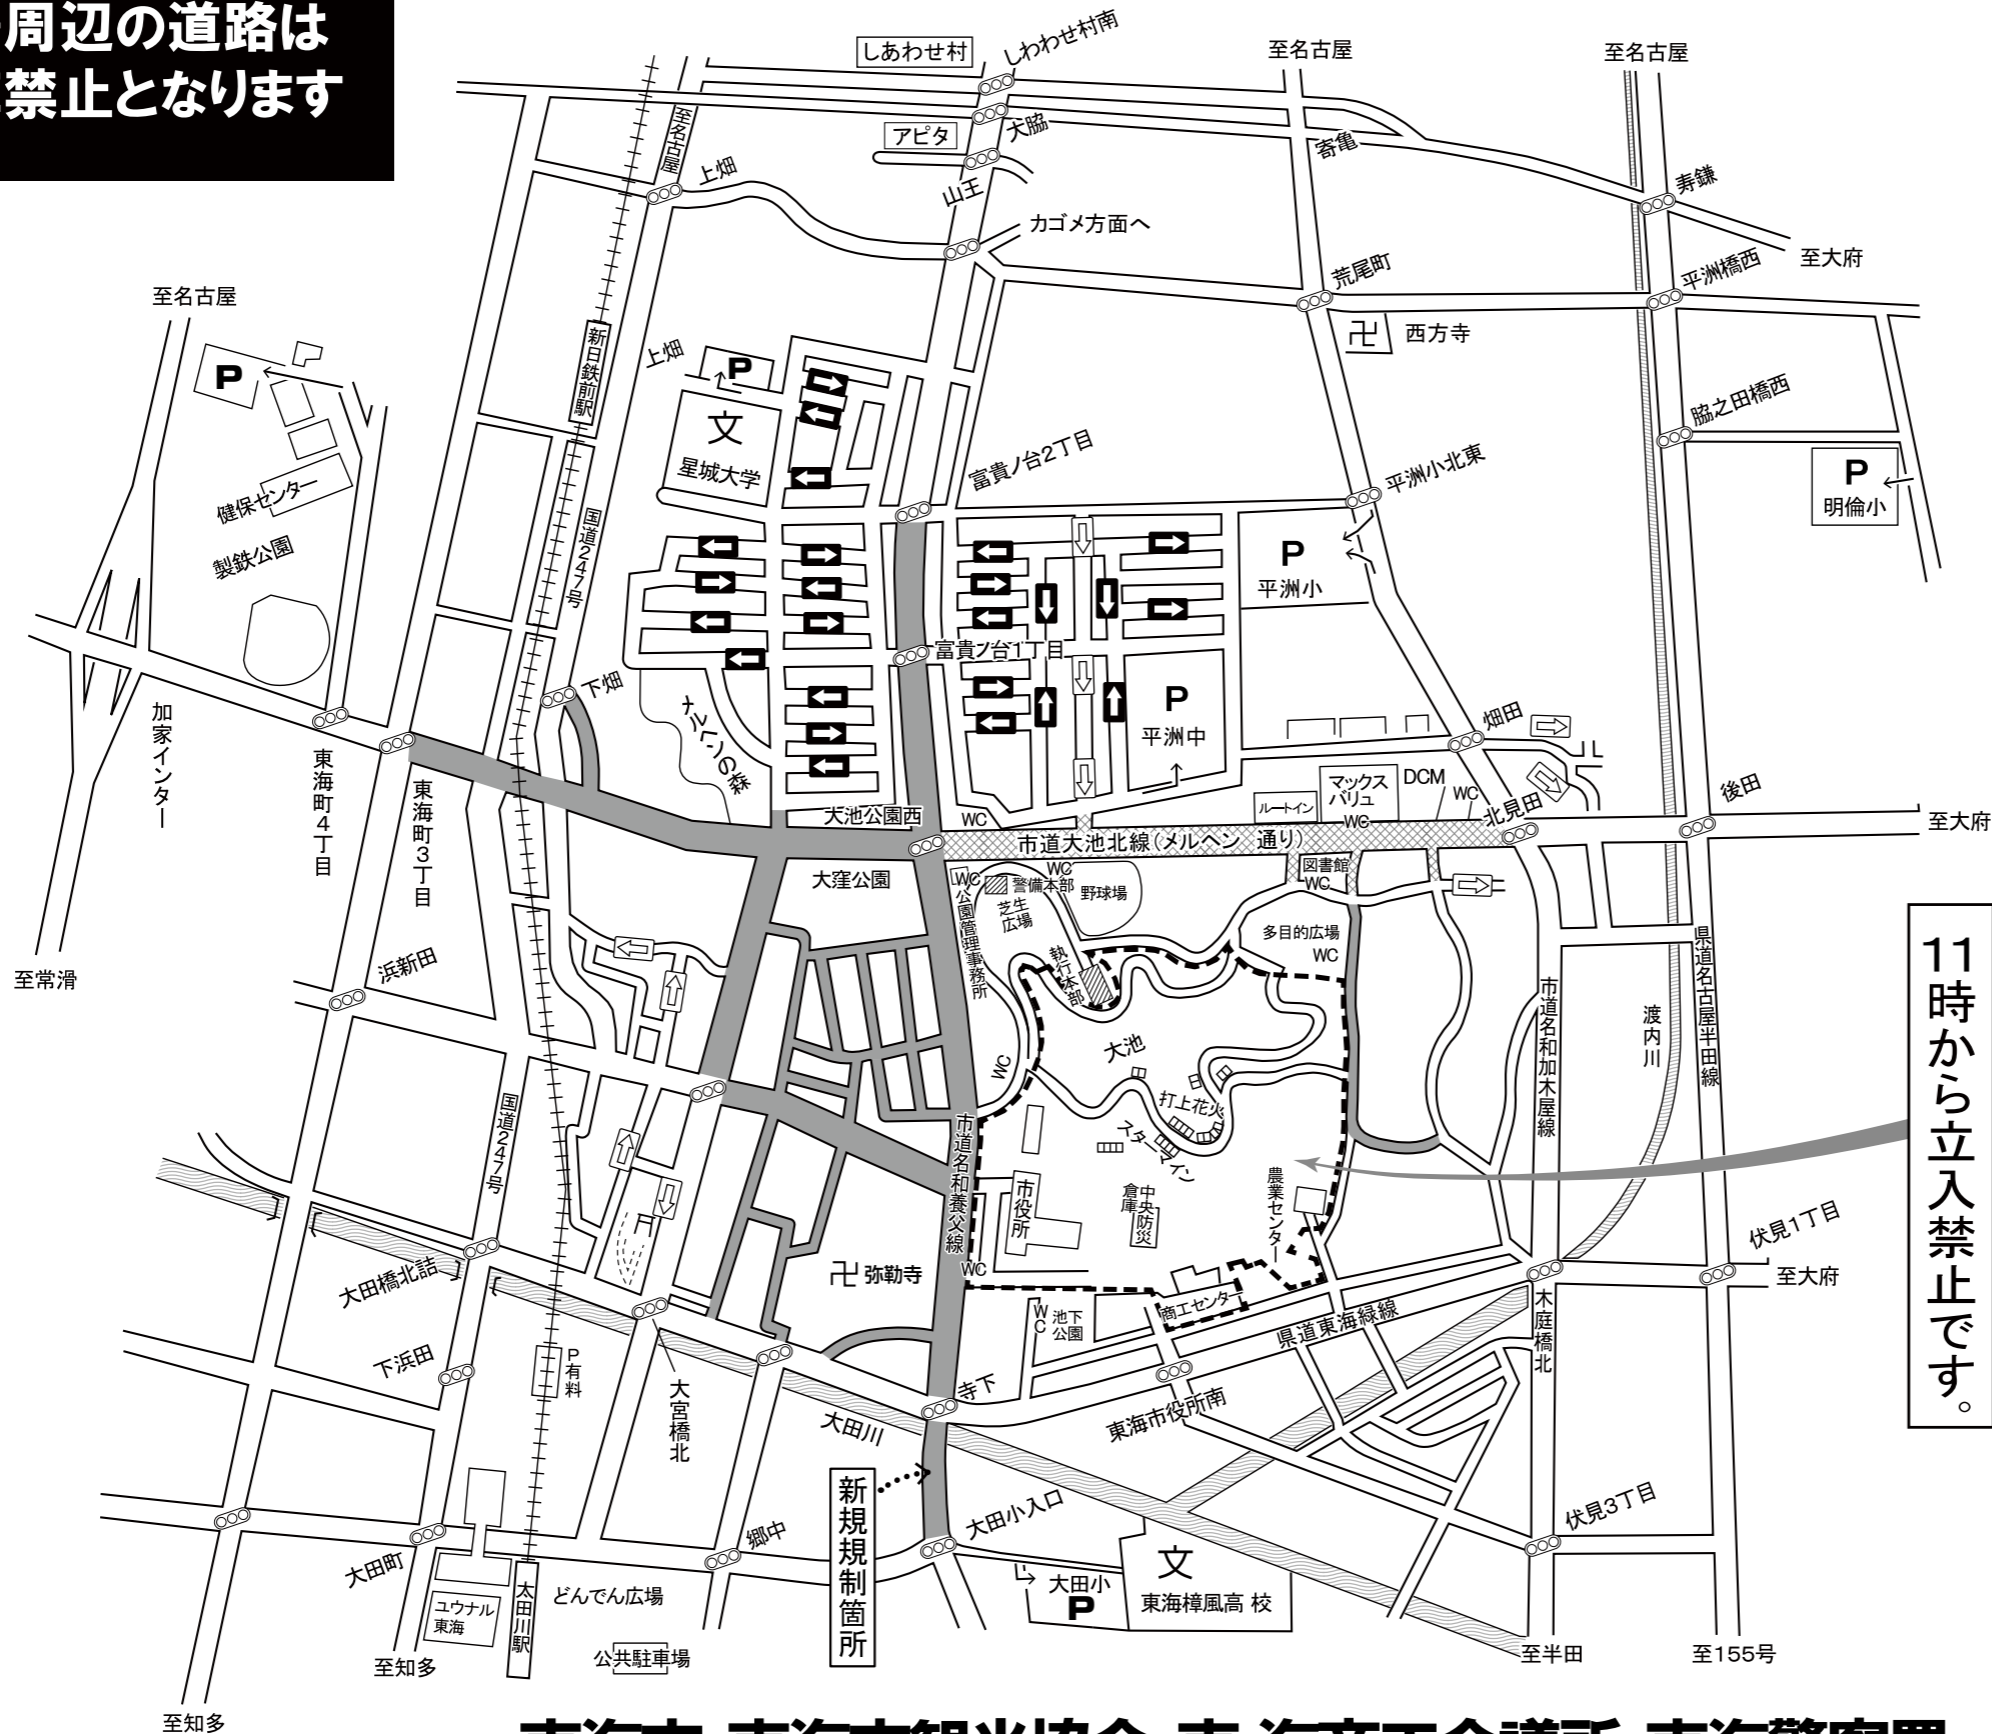 周辺の道路は
禁止となります
しあわせ村
しわわせ村南
至名古屋
至名古屋
至名古屋
アピタ
大脇
上畑
山王
寄亀
寿鎌
カゴメ方面へ
至大府
荒尾町
平洲橋西
至名古屋
西方寺
新日鉄前駅
上畑
P
P
文
星城大学
脇之田橋西
富貴ノ台2丁目
平洲小北東
P
明倫小
健保センター
製鉄公園
国道247号
P
平洲小
富貴ノ台1丁目
下畑
メルヘンの森
P
平洲中
畑田
加家インター
東海町4丁目
東海町3丁目
ルートイン
マックス
バリュ
DCM
WC
WC
北見田
後田
至大府
大池公園西
WC
市道大池北線(メルヘン 通り)
大窪公園
WC
公園管理事務所
警備本部
WC
野球場
図書館
WC
芝生
広場
執行本部
多目的広場
WC
11時から立入禁止です。
浜新田
至常滑
市道名和加木屋線
渡内川
県道名古屋半田線
大池
WC
打上花火
スターマイン
国道247号
市道名和養父線
市役所
中央防災
倉庫
農業センター
伏見1丁目
至大府
卍 弥勒寺
WC
大田橋北詰
WC
池下
公園
商工センター
県道東海緑線
木庭橋北
下浜田
P有料
大宮橋北
寺下
大田川
東海市役所南
新規規制箇所
大田小入口
伏見3丁目
郷中
大田町
文
東海樟風高 校
大田小
P
どんでん広場
ユウナル
東海
太田川駅
公共駐車場
至知多
至知多
至半田
至155号